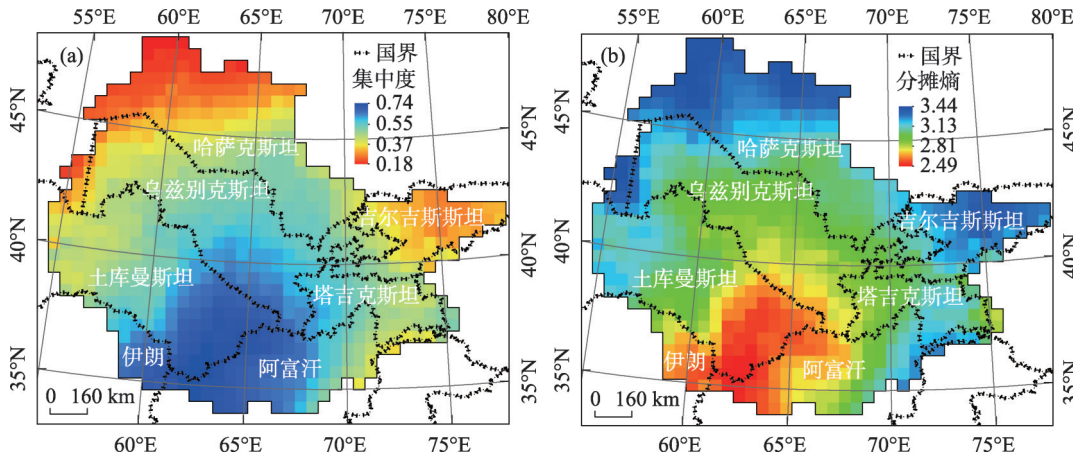 55°E 60°E 65°E 70°E 75°E 80°E
(a)
国界
集中度
0.74
0.55
0.37
0.18
45°N
40°N
35°N
45°N
40°N
35°N
哈萨克斯坦
乌兹别克斯坦
吉尔吉斯斯坦
土库曼斯坦
塔吉克斯坦
伊朗
阿富汗
0 160 km
60°E 65°E 70°E 75°E
55°E 60°E 65°E 70°E 75°E 80°E
(b)
国界
分摊熵
3.44
3.13
2.81
2.49
45°N
40°N
35°N
45°N
40°N
35°N
哈萨克斯坦
乌兹别克斯坦
吉尔吉斯斯坦
土库曼斯坦
塔吉克斯坦
伊朗
阿富汗
0 160 km
60°E 65°E 70°E 75°E